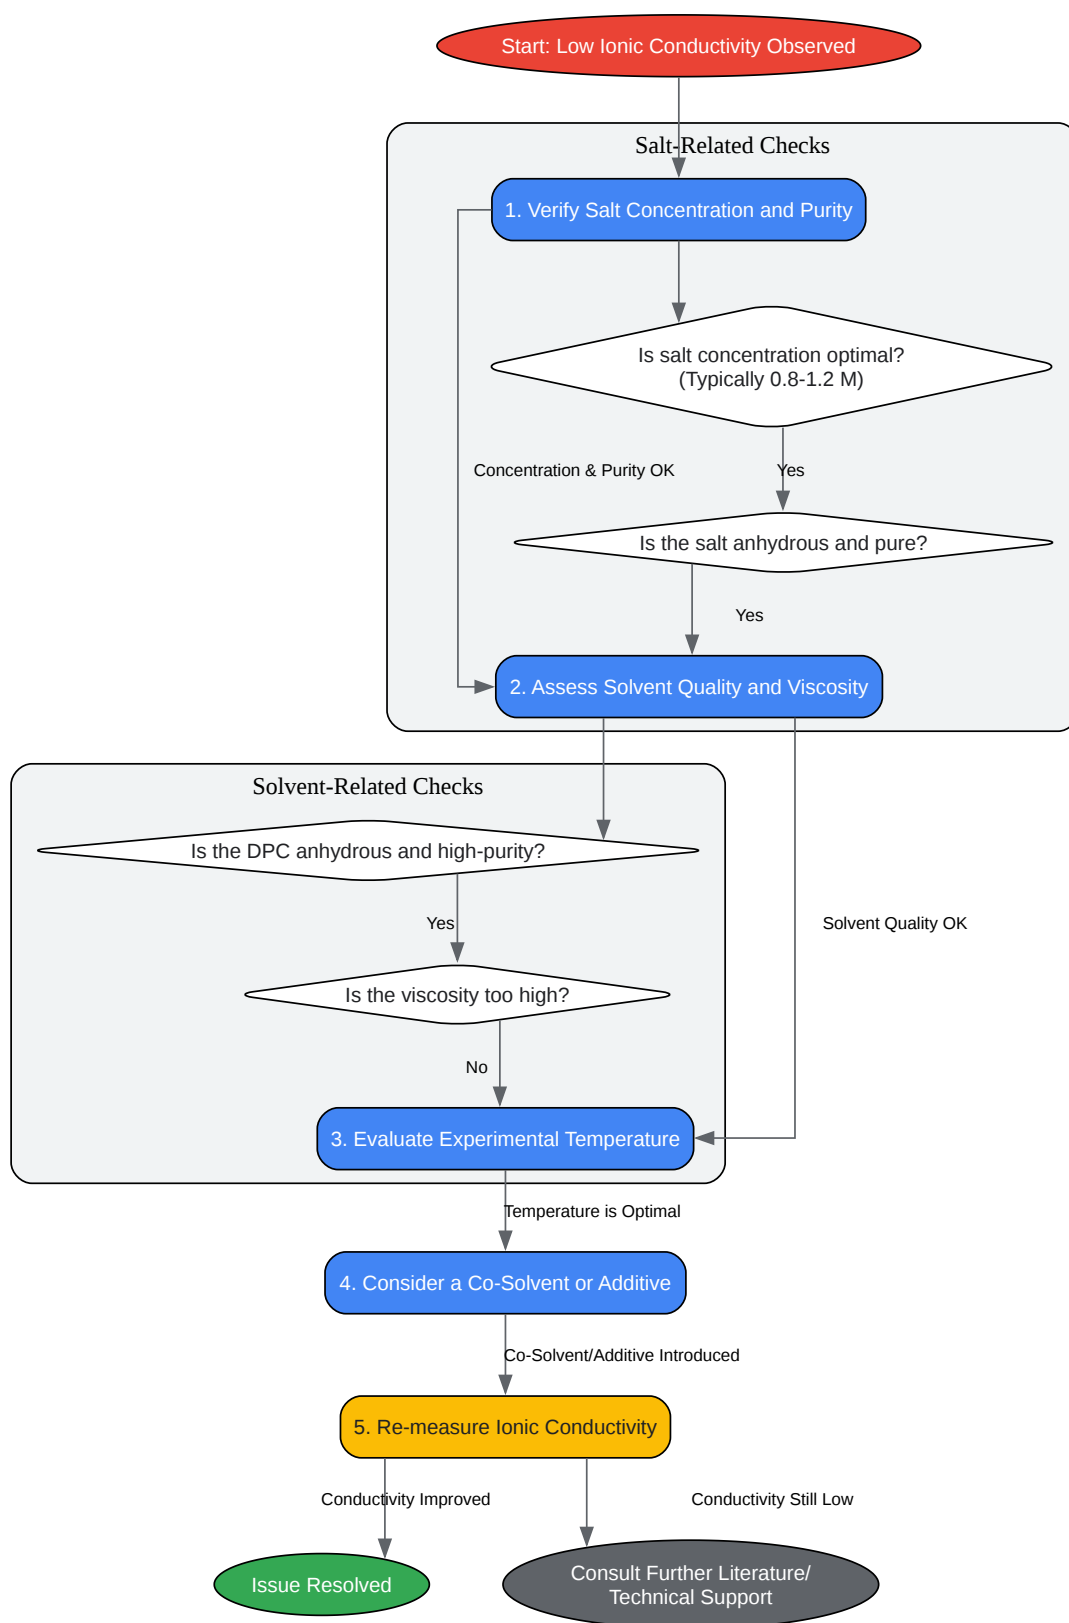 Start: Low Ionic Conductivity Observed
Salt-Related Checks
1. Verify Salt Concentration and Purity
Is salt concentration optimal?
(Typically 0.8-1.2 M)
Concentration & Purity OK
Yes
Is the salt anhydrous and pure?
Yes
2. Assess Solvent Quality and Viscosity
Solvent-Related Checks
Is the DPC anhydrous and high-purity?
Yes
Solvent Quality OK
Is the viscosity too high?
No
3. Evaluate Experimental Temperature
Temperature is Optimal
4. Consider a Co-Solvent or Additive
Co-Solvent/Additive Introduced
5. Re-measure Ionic Conductivity
Conductivity Improved
Conductivity Still Low
Issue Resolved
Consult Further Literature/
Technical Support